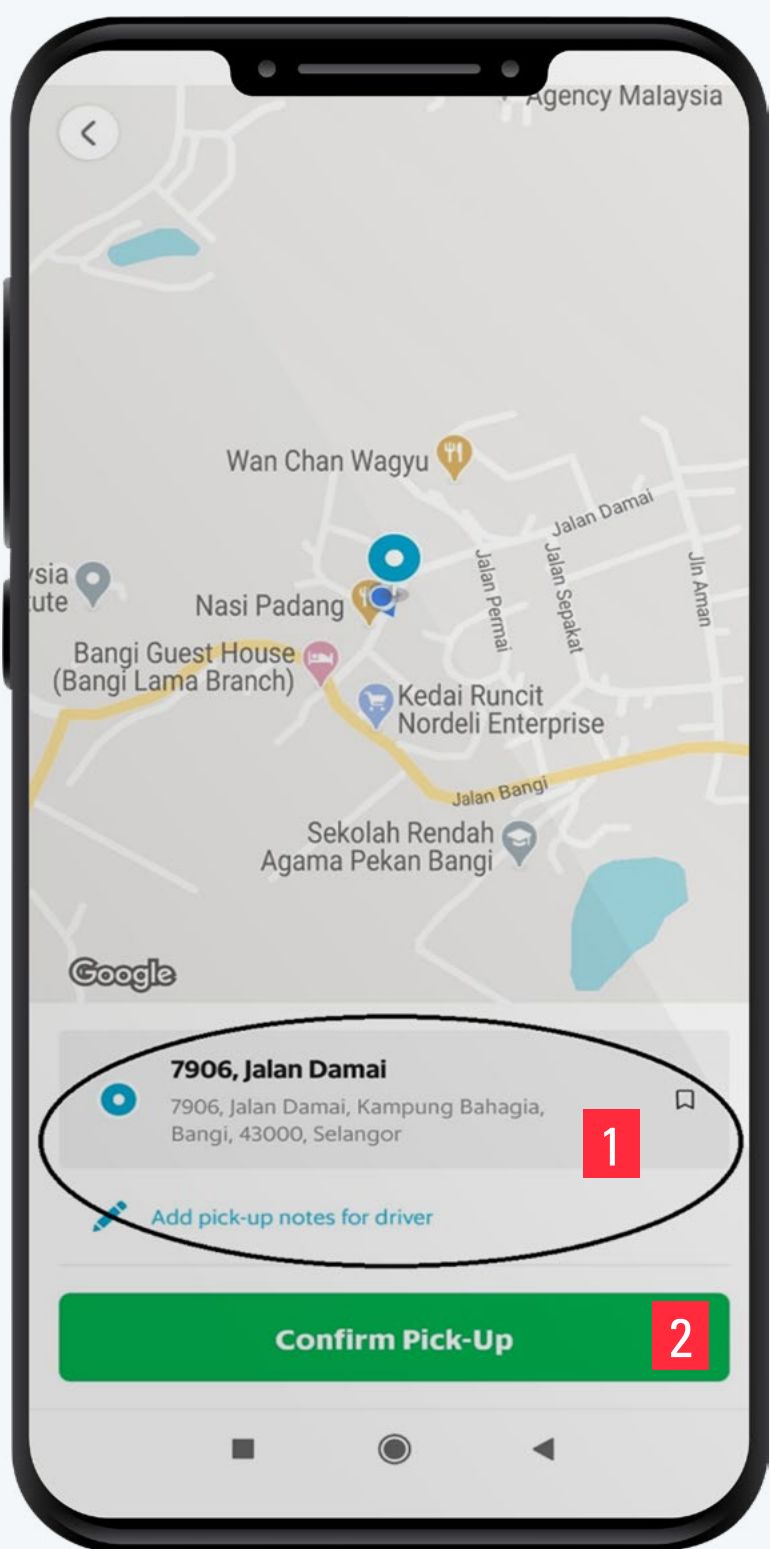 Agency Malaysia
Wan Chan Wagyu
Jalan Damai
Jalan Permai
Jalan Sepakat
Jln Aman
Nasi Padang
Bangi Guest House
(Bangi Lama Branch)
Kedai Runcit
Nordeli Enterprise
Jalan Bangi
Sekolah Rendah
Agama Pekan Bangi
Google
7906, Jalan Damai
7906, Jalan Damai, Kampung Bahagia,
Bangi, 43000, Selangor
1
Add pick-up notes for driver
Confirm Pick-Up
2